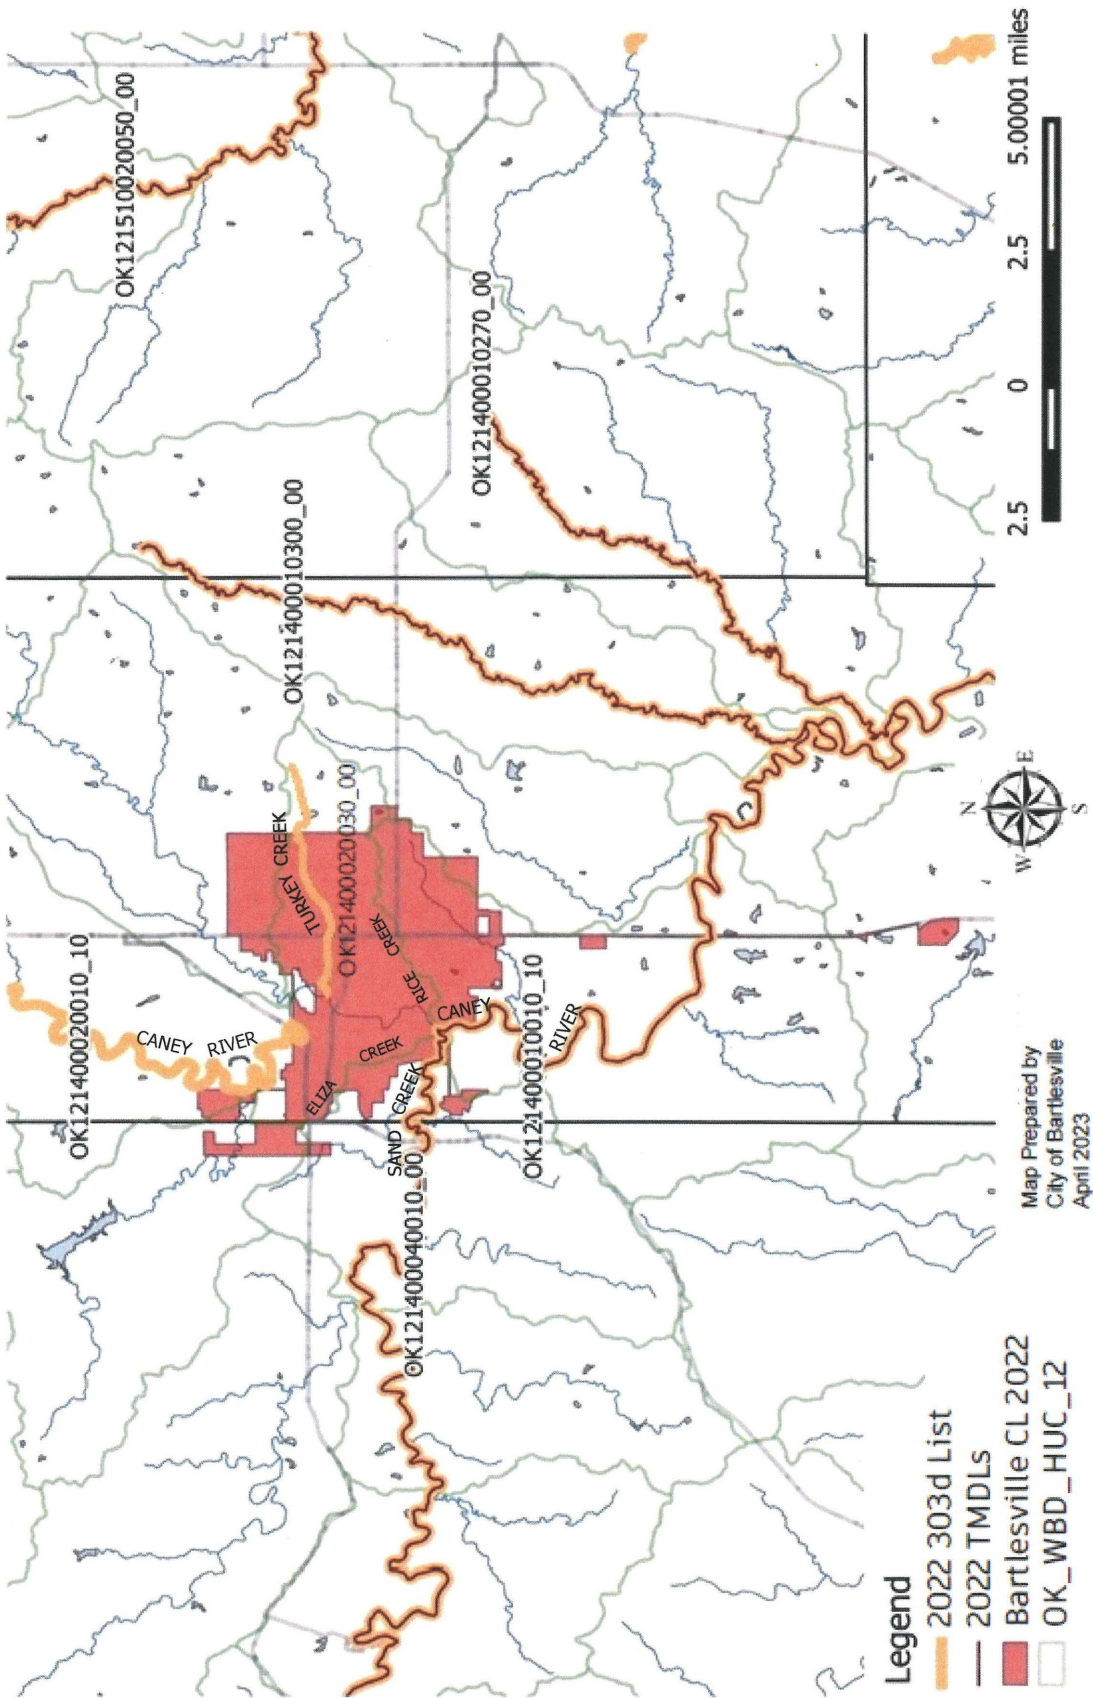 OK121510020050_00
OK121400010270_00
OK121400010300_00
TURKEY CREEK
OK121400020030_00
RICE CREEK
OK121400020010_10
CANEY RIVER
ELIZA CREEK
CANEY RIVER
SAND CREEK
OK121400010010_10
OK121400040010_00
Legend
2022 303d List
2022 TMDLs
Bartlesville CL 2022
OK_WBD_HUC_12
Map Prepared by
City of Bartlesville
April 2023
N
W E
S
2.5 0 2.5 5.00001 miles